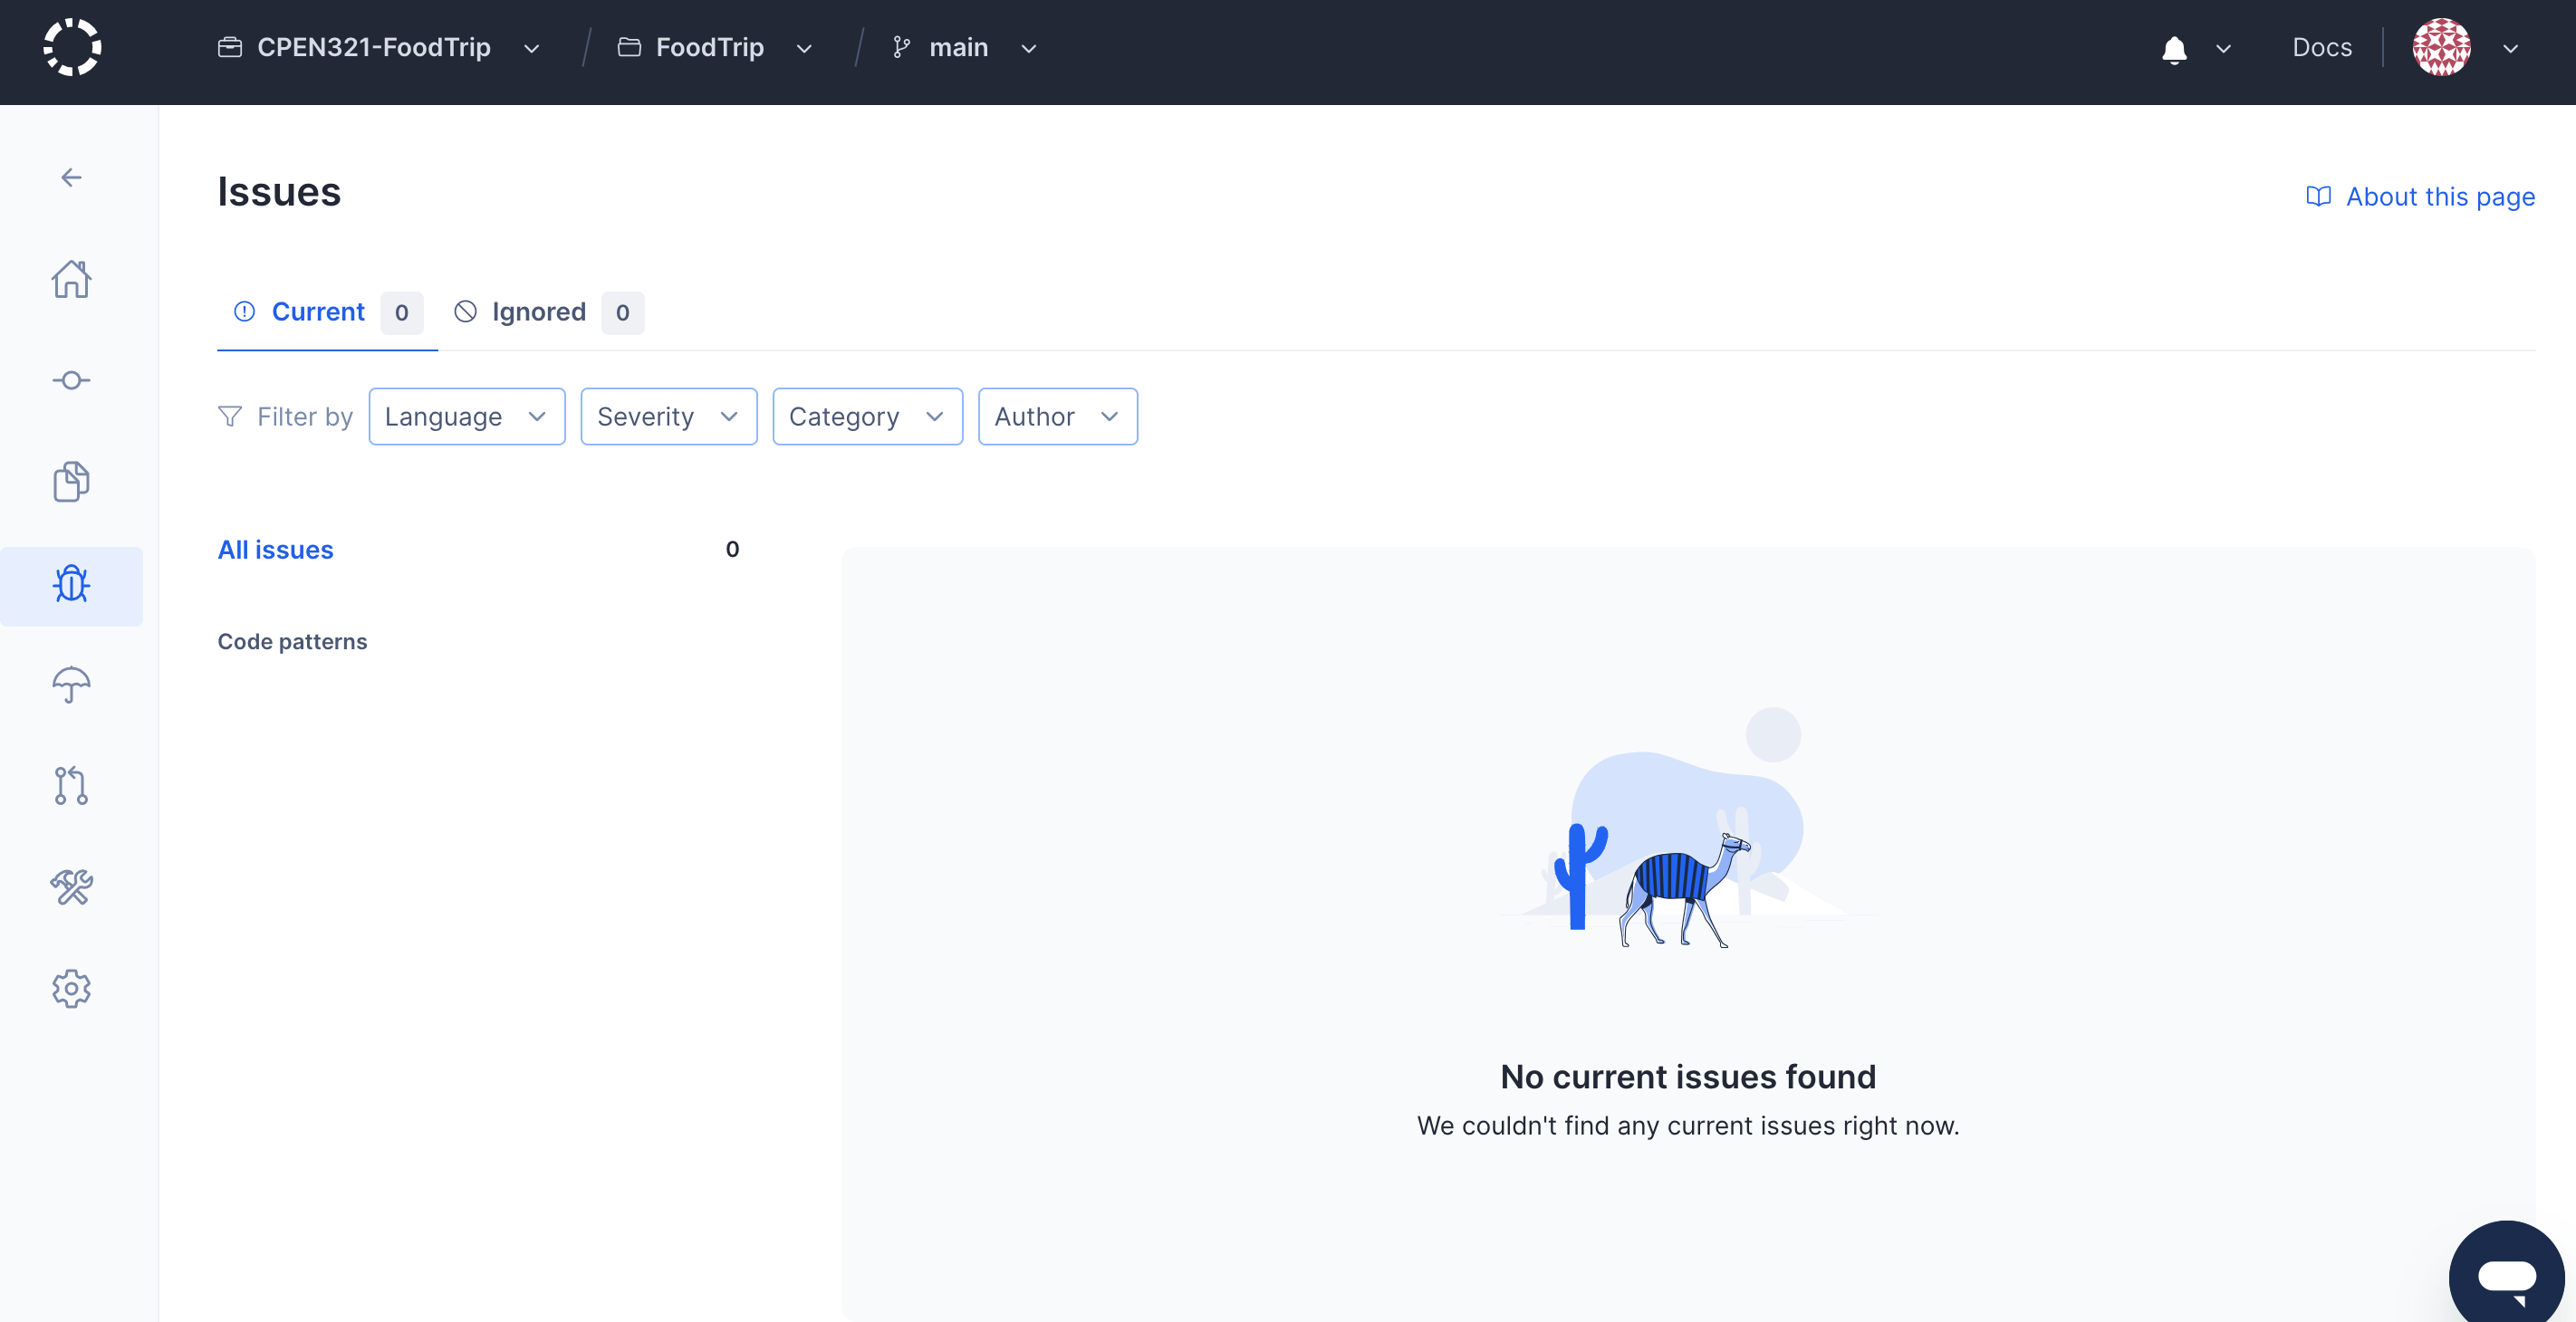 CPEN321-FoodTrip FoodTrip main Docs
Issues
About this page
Current 0 Ignored 0
Filter by Language Severity Category Author
All issues 0
Code patterns
No current issues found
We couldn't find any current issues right now.